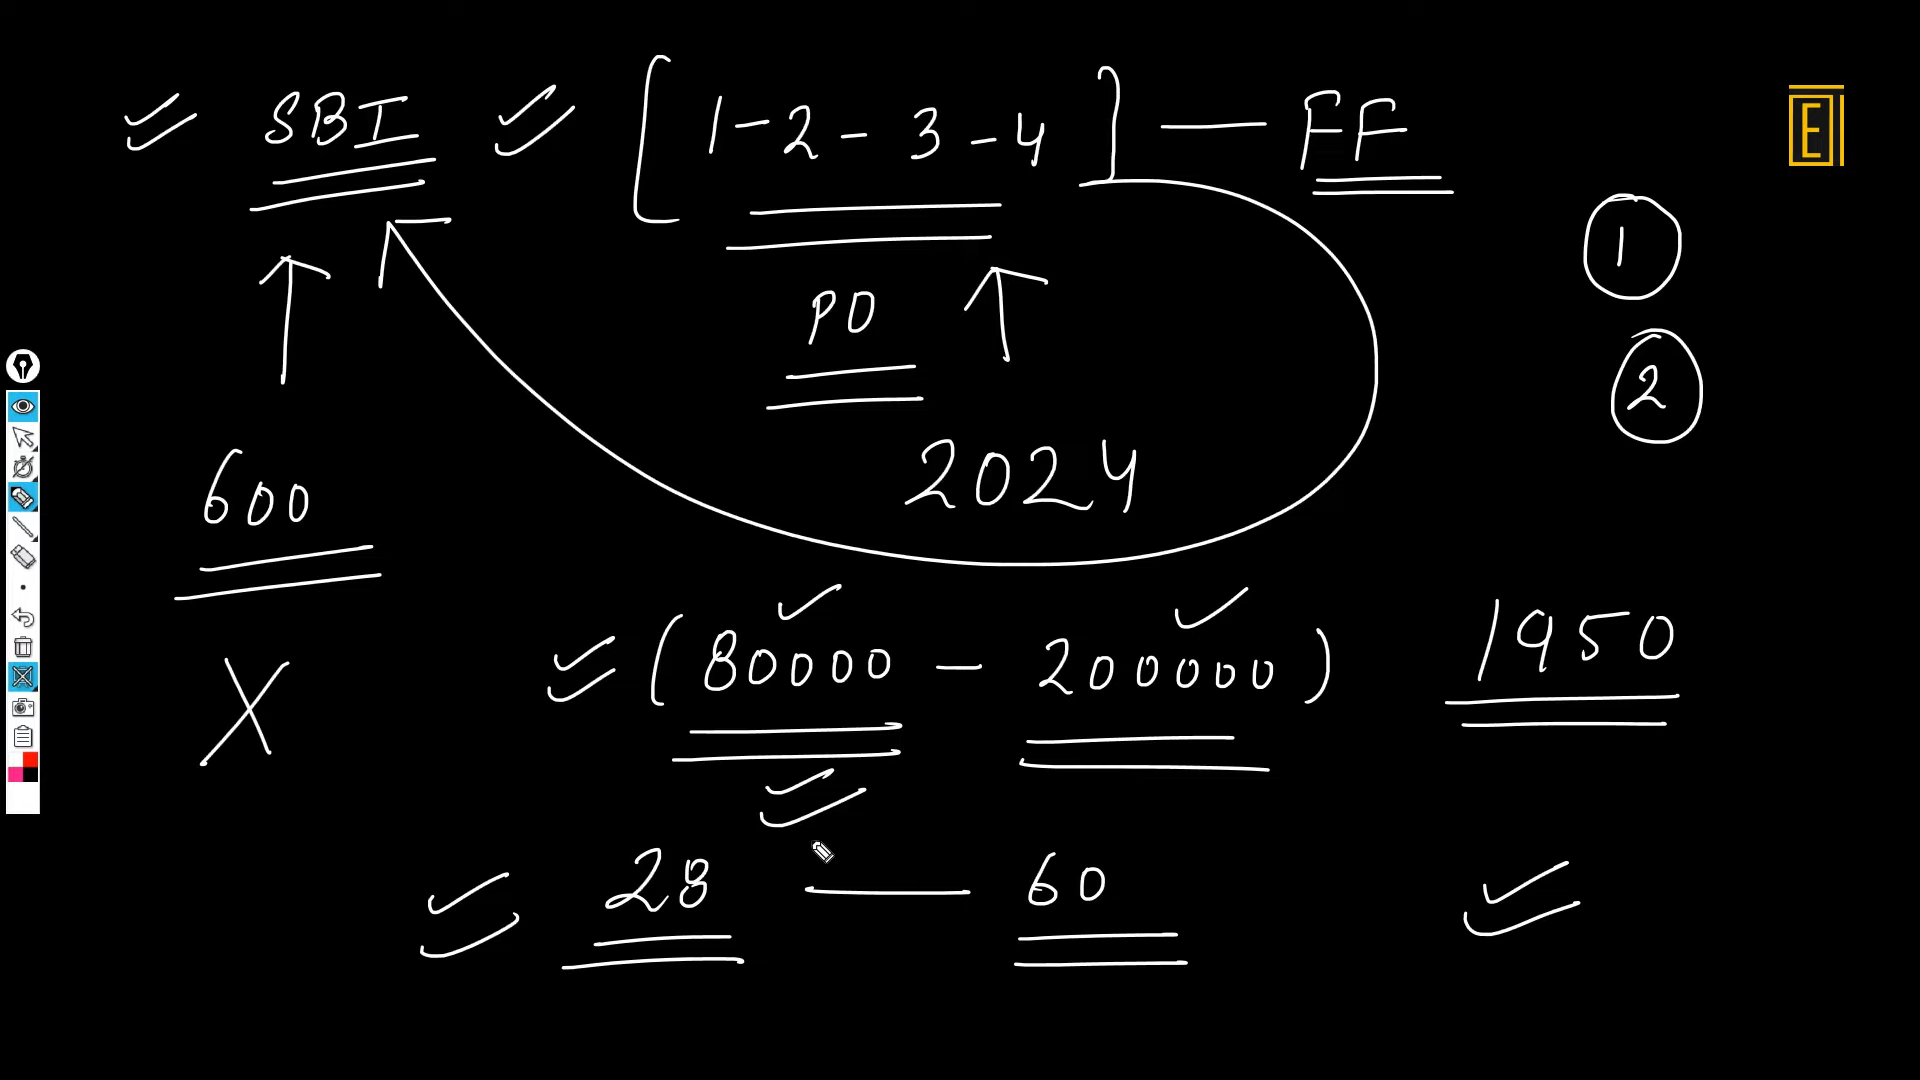 SBI [1-2-3-4] — FF
E
1
PO
2
2024
600
(80000 — 200000) 1950
X
28 — 60